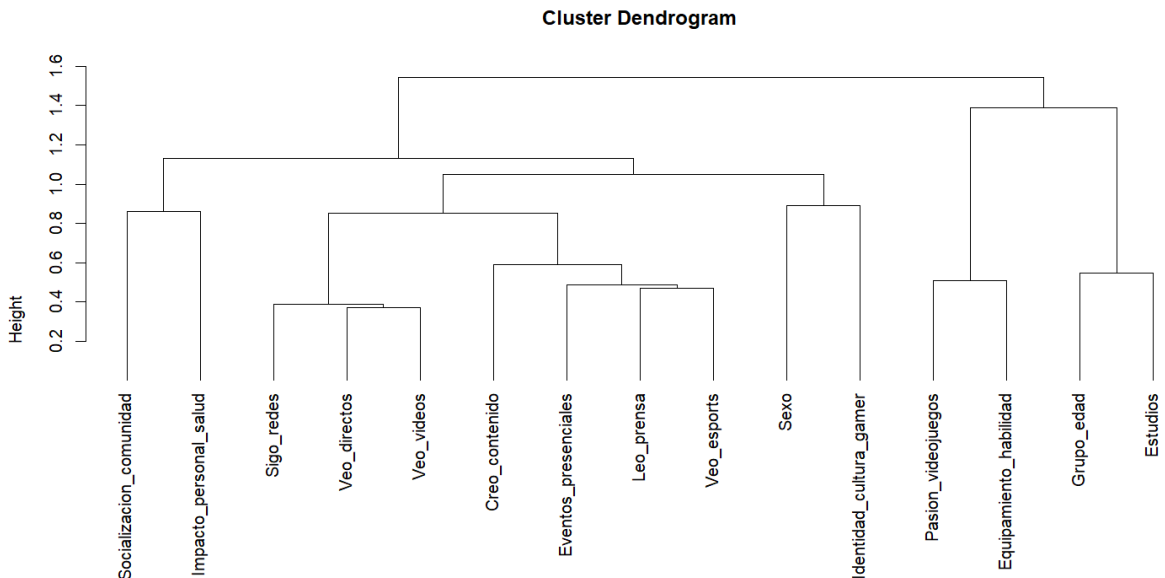 Cluster Dendrogram
Height
1.6
1.4
1.2
1.0
0.8
0.6
0.4
0.2
Socializacion_comunidad
Impacto_personal_salud
Sigo_redes
Veo_directos
Veo_videos
Creo_contenido
Eventos_presenciales
Leo_prensa
Veo_esports
Sexo
Identidad_cultura_gamer
Pasion_videojuegos
Equipamiento_habilidad
Grupo_edad
Estudios